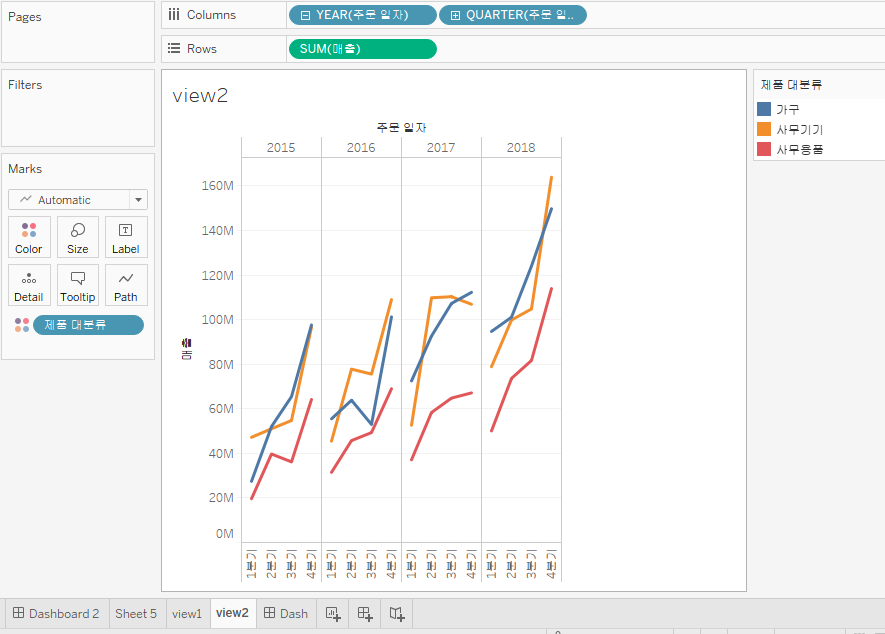 Pages
Columns
YEAR(주문 일자)
QUARTER(주문 일..
Rows
SUM(매출)
Filters
Marks
Automatic
Color
Size
Label
Detail
Tooltip
Path
제품 대분류
view2
주문 일자
2015
2016
2017
2018
매출
160M
140M
120M
100M
80M
60M
40M
20M
0M
1분기
2분기
3분기
4분기
1분기
2분기
3분기
4분기
1분기
2분기
3분기
4분기
1분기
2분기
3분기
4분기
제품 대분류
가구
사무기기
사무용품
Dashboard 2
Sheet 5
view1
view2
Dash